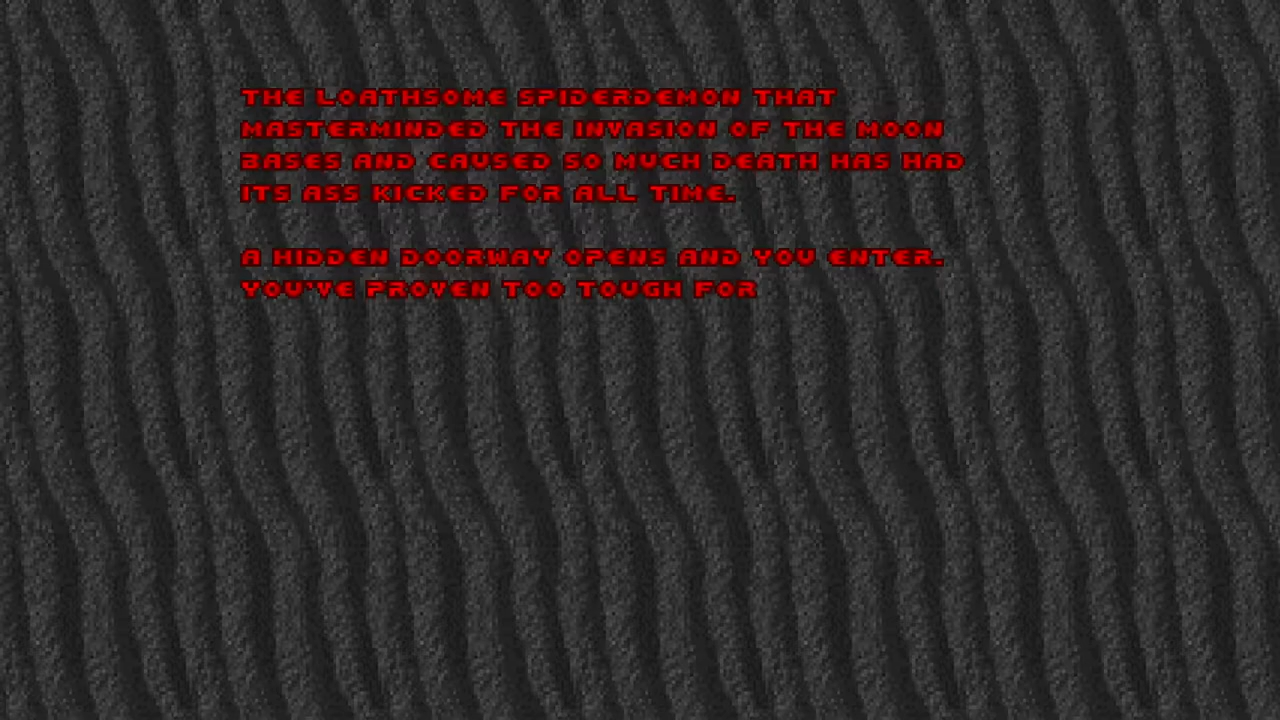 THE LOATHSOME SPIDERDEMON THAT
MASTERMINDED THE INVASION OF THE MOON
BASES AND CAUSED SO MUCH DEATH HAS HAD
ITS ASS KICKED FOR ALL TIME.
A HIDDEN DOORWAY OPENS AND YOU ENTER.
YOU'VE PROVEN TOO TOUGH FOR